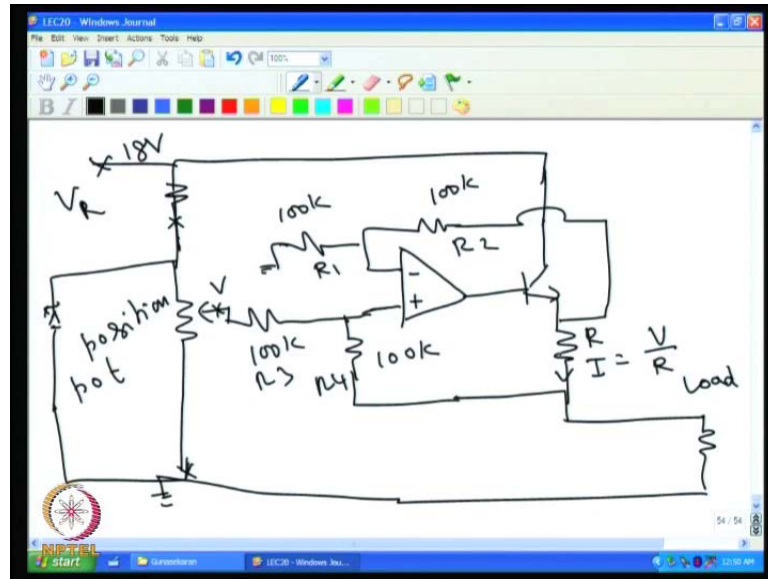 LEC20 - Windows Journal
File Edit View Insert Actions Tools Help
100%
B I
18V
VR
100k
100k
R1
R2
V
position
pot
100k
R3
R4
100k
R
I = V/R
Load
54 / 54
NPTEL
start
Gunasekaran
LEC20 - Windows Jou...
12:50 AM